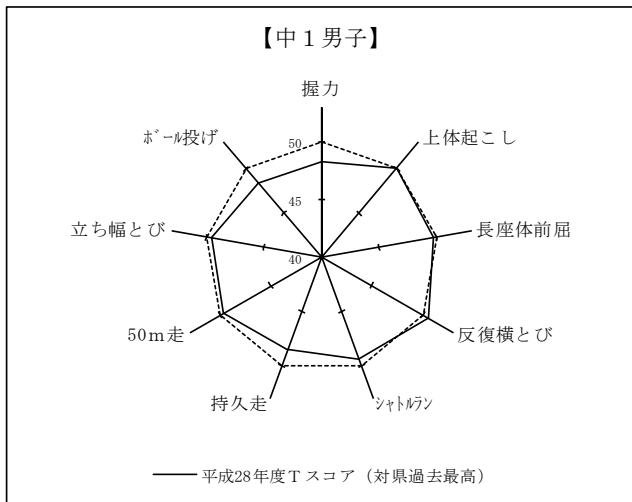 【中１男子】
握力
ﾎﾞｰﾙ投げ
上体起こし
50
45
立ち幅とび
長座体前屈
40
50m走
反復横とび
持久走
ｼｬﾄﾙﾗﾝ
平成28年度Ｔスコア（対県過去最高）